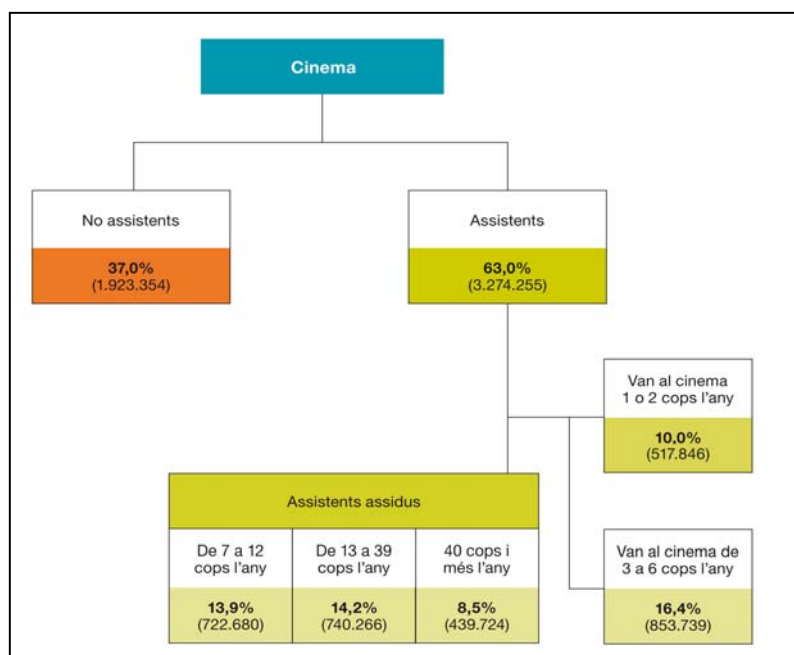 Cinema
No assistents
37,0%
(1.923.354)
Assistents
63,0%
(3.274.255)
Van al cinema
1 o 2 cops l'any
10,0%
(517.846)
Assistents assidus
De 7 a 12
cops l'any
13,9%
(722.680)
De 13 a 39
cops l'any
14,2%
(740.266)
40 cops i
més l'any
8,5%
(439.724)
Van al cinema de
3 a 6 cops l'any
16,4%
(853.739)